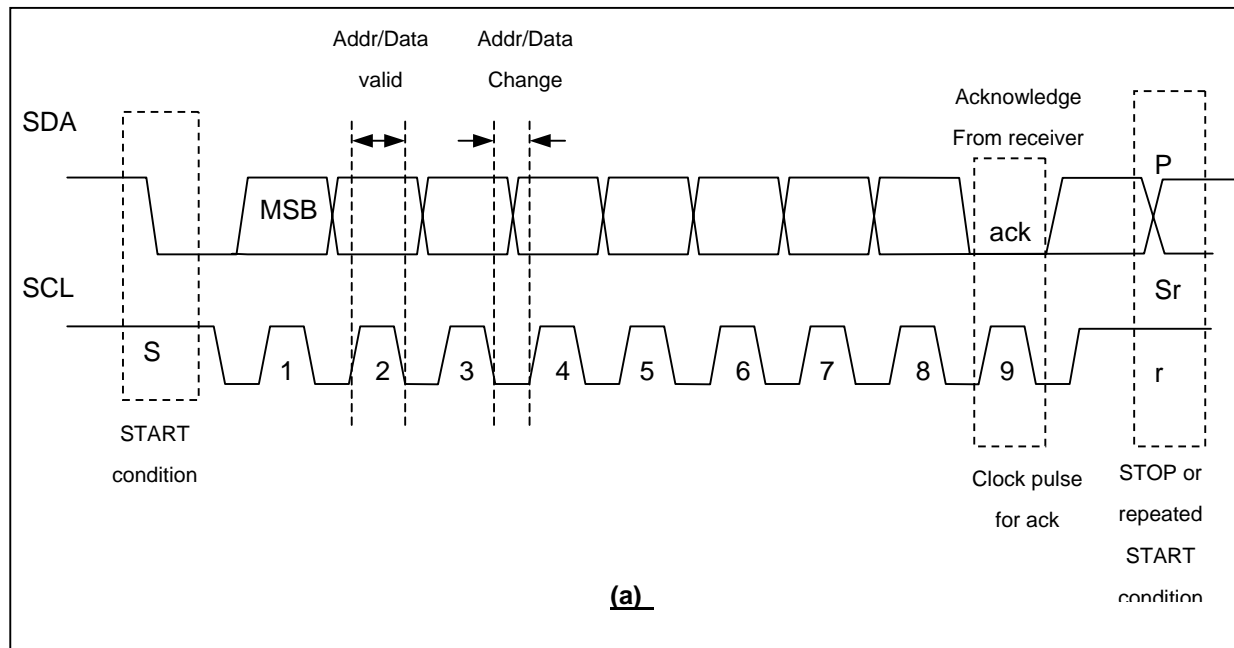 Addr/Data
valid
Addr/Data
Change
Acknowledge
From receiver
SDA
P
MSB
ack
SCL
Sr
S
1 2 3 4 5 6 7 8 9
r
START
condition
Clock pulse
for ack
STOP or
repeated
START
condition
(a)